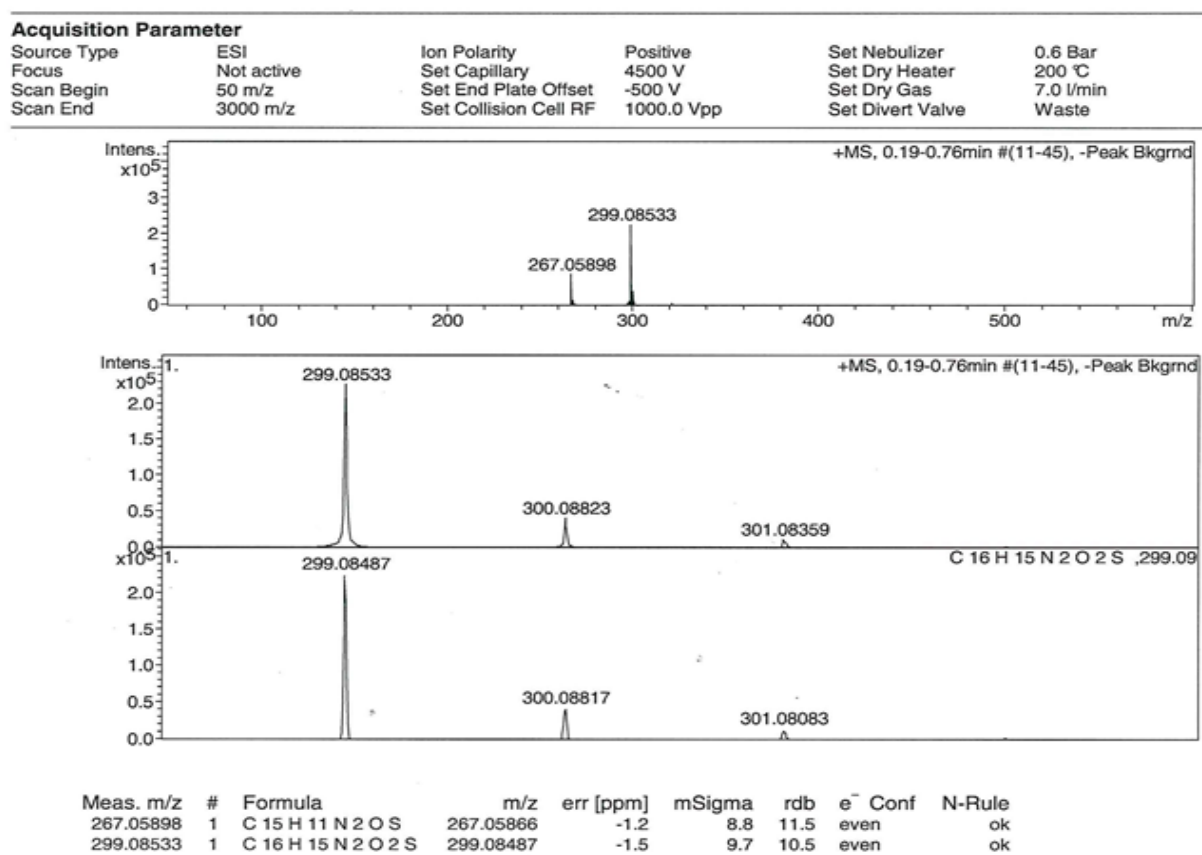 Acquisition Parameter
Source Type ESI Ion Polarity Positive Set Nebulizer 0.6 Bar
Focus Not active Set Capillary 4500 V Set Dry Heater 200 °C
Scan Begin 50 m/z Set End Plate Offset -500 V Set Dry Gas 7.0 l/min
Scan End 3000 m/z Set Collision Cell RF 1000.0 Vpp Set Divert Valve Waste
Intens. +MS, 0.19-0.76min #(11-45), -Peak Bkgrnd
x10⁵
3
299.08533
2
267.05898
1
0
100 200 300 400 500 m/z
Intens. 1. +MS, 0.19-0.76min #(11-45), -Peak Bkgrnd
x10⁵ 299.08533
2.0
1.5
1.0
0.5 300.08823 301.08359
0.0
x10⁵ 1. 299.08487 C 16 H 15 N 2 O 2 S ,299.09
2.0
1.5
1.0
0.5 300.08817 301.08083
0.0
Meas. m/z # Formula m/z err [ppm] mSigma rdb e⁻ Conf N-Rule
267.05898 1 C 15 H 11 N 2 O S 267.05866 -1.2 8.8 11.5 even ok
299.08533 1 C 16 H 15 N 2 O 2 S 299.08487 -1.5 9.7 10.5 even ok